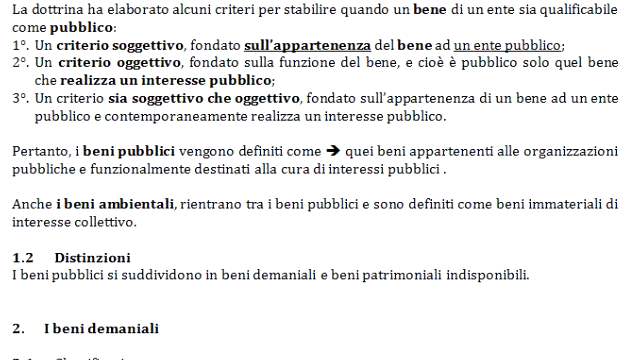 La dottrina ha elaborato alcuni criteri per stabilire quando un bene di un ente sia qualificabile
come pubblico:
1°. Un criterio soggettivo, fondato sull'appartenenza del bene ad un ente pubblico;
2°. Un criterio oggettivo, fondato sulla funzione del bene, e cioè è pubblico solo quel bene
che realizza un interesse pubblico;
3°. Un criterio sia soggettivo che oggettivo, fondato sull'appartenenza di un bene ad un ente
pubblico e contemporaneamente realizza un interesse pubblico.
Pertanto, i beni pubblici vengono definiti come ➔ quei beni appartenenti alle organizzazioni
pubbliche e funzionalmente destinati alla cura di interessi pubblici .
Anche i beni ambientali, rientrano tra i beni pubblici e sono definiti come beni immateriali di
interesse collettivo.
1.2 Distinzioni
I beni pubblici si suddividono in beni demaniali e beni patrimoniali indisponibili.
2. I beni demaniali